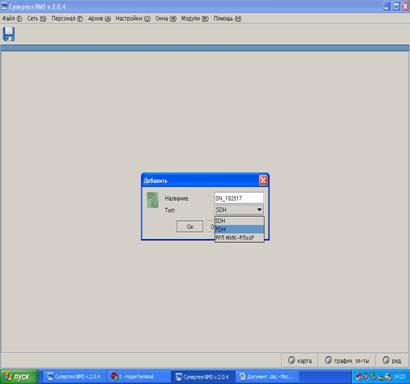 Супертел NMS v.2.0.4
Файл (F) Сеть (N) Персонал (P) Архив (A) Настройки (O) Окна (W) Модули (M) Помощь (H)
Добавить
Название SN_192517
Тип SDH
SDH
Ок
PDH
РРЛ МИК-РЛххР
карта график. эл-ты ред.
пуск Супертел NMS v.2.0.4 1 - HyperTerminal Супертел NMS v.2.0.4 Документ .doc - Mic... 14:23